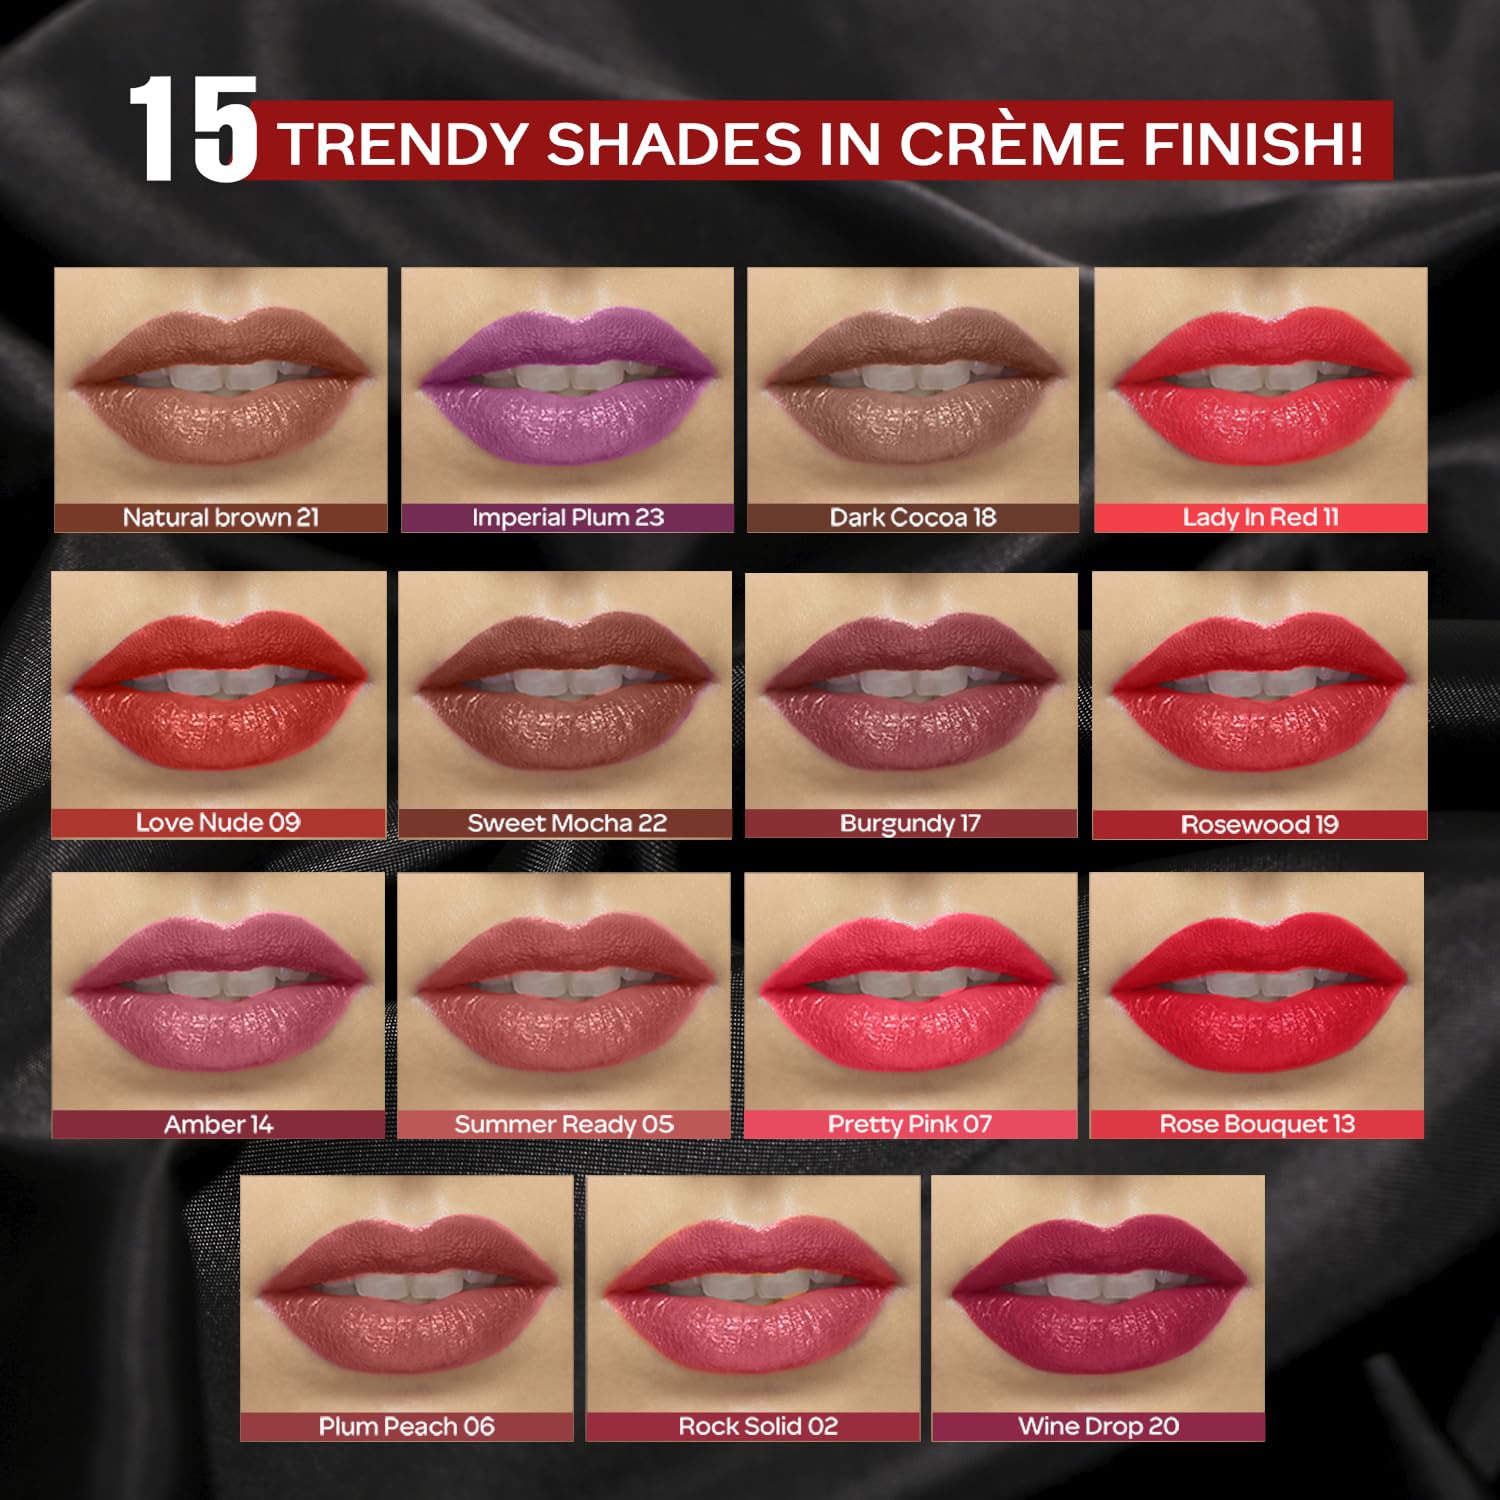 15 TRENDY SHADES IN CRÈME FINISH!
Natural brown 21
Imperial Plum 23
Dark Cocoa 18
Lady In Red 11
Love Nude 09
Sweet Mocha 22
Burgundy 17
Rosewood 19
Amber 14
Summer Ready 05
Pretty Pink 07
Rose Bouquet 13
Plum Peach 06
Rock Solid 02
Wine Drop 20